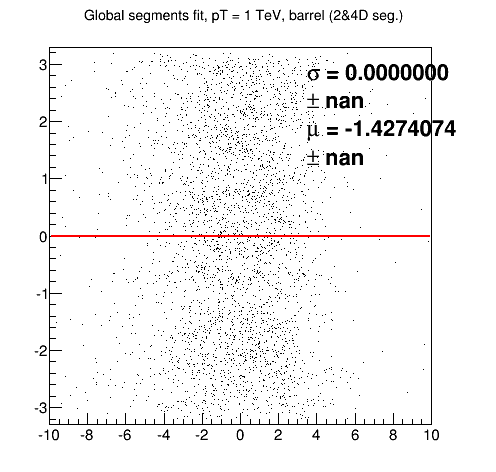 Global segments fit, pT = 1 TeV, barrel (2&4D seg.)
σ = 0.0000000
± nan
μ = -1.4274074
± nan
3
2
1
0
-1
-2
-3
-10 -8 -6 -4 -2 0 2 4 6 8 10